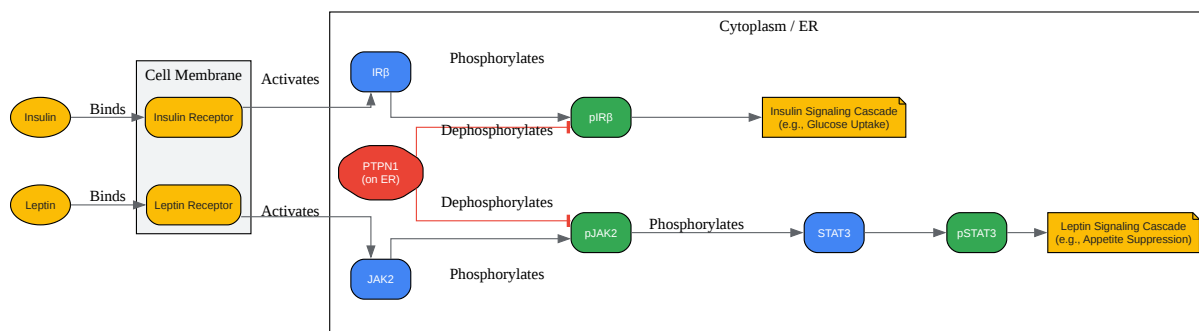 Cytoplasm / ER
Cell Membrane
Activates
Phosphorylates
IRβ
Insulin
Binds
Insulin Receptor
pIRβ
Insulin Signaling Cascade
(e.g., Glucose Uptake)
Dephosphorylates
PTPN1
(on ER)
Leptin
Binds
Leptin Receptor
Activates
Dephosphorylates
pJAK2
Phosphorylates
STAT3
pSTAT3
Leptin Signaling Cascade
(e.g., Appetite Suppression)
JAK2
Phosphorylates